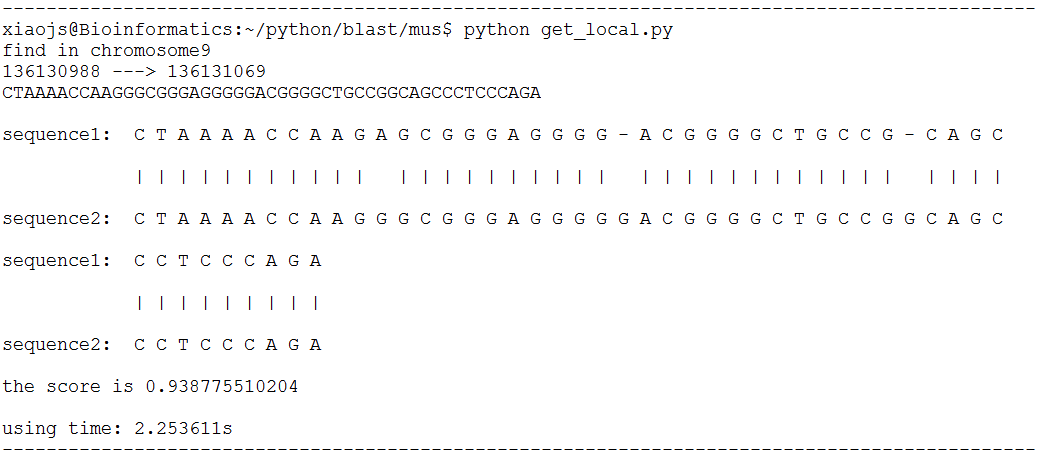 --------------------------------------------------------------------------------------------
xiaojs@Bioinformatics:~/python/blast/mus$ python get_local.py
find in chromosome9
136130988 ---> 136131069
CTAAAACCAAGGGCGGGAGGGGGACGGGGCTGCCGGCAGCCCTCCCAGA
sequence1:  C T A A A A C C A A G A G C G G G A G G G G - A C G G G G C T G C C G - C A G C
            | | | | | | | | | | |   | | | | | | | | | |   | | | | | | | | | | | |   | | | |
sequence2:  C T A A A A C C A A G G G C G G G A G G G G G A C G G G G C T G C C G G C A G C
sequence1:  C C T C C C A G A
            | | | | | | | | |
sequence2:  C C T C C C A G A
the score is 0.938775510204
using time: 2.253611s
--------------------------------------------------------------------------------------------